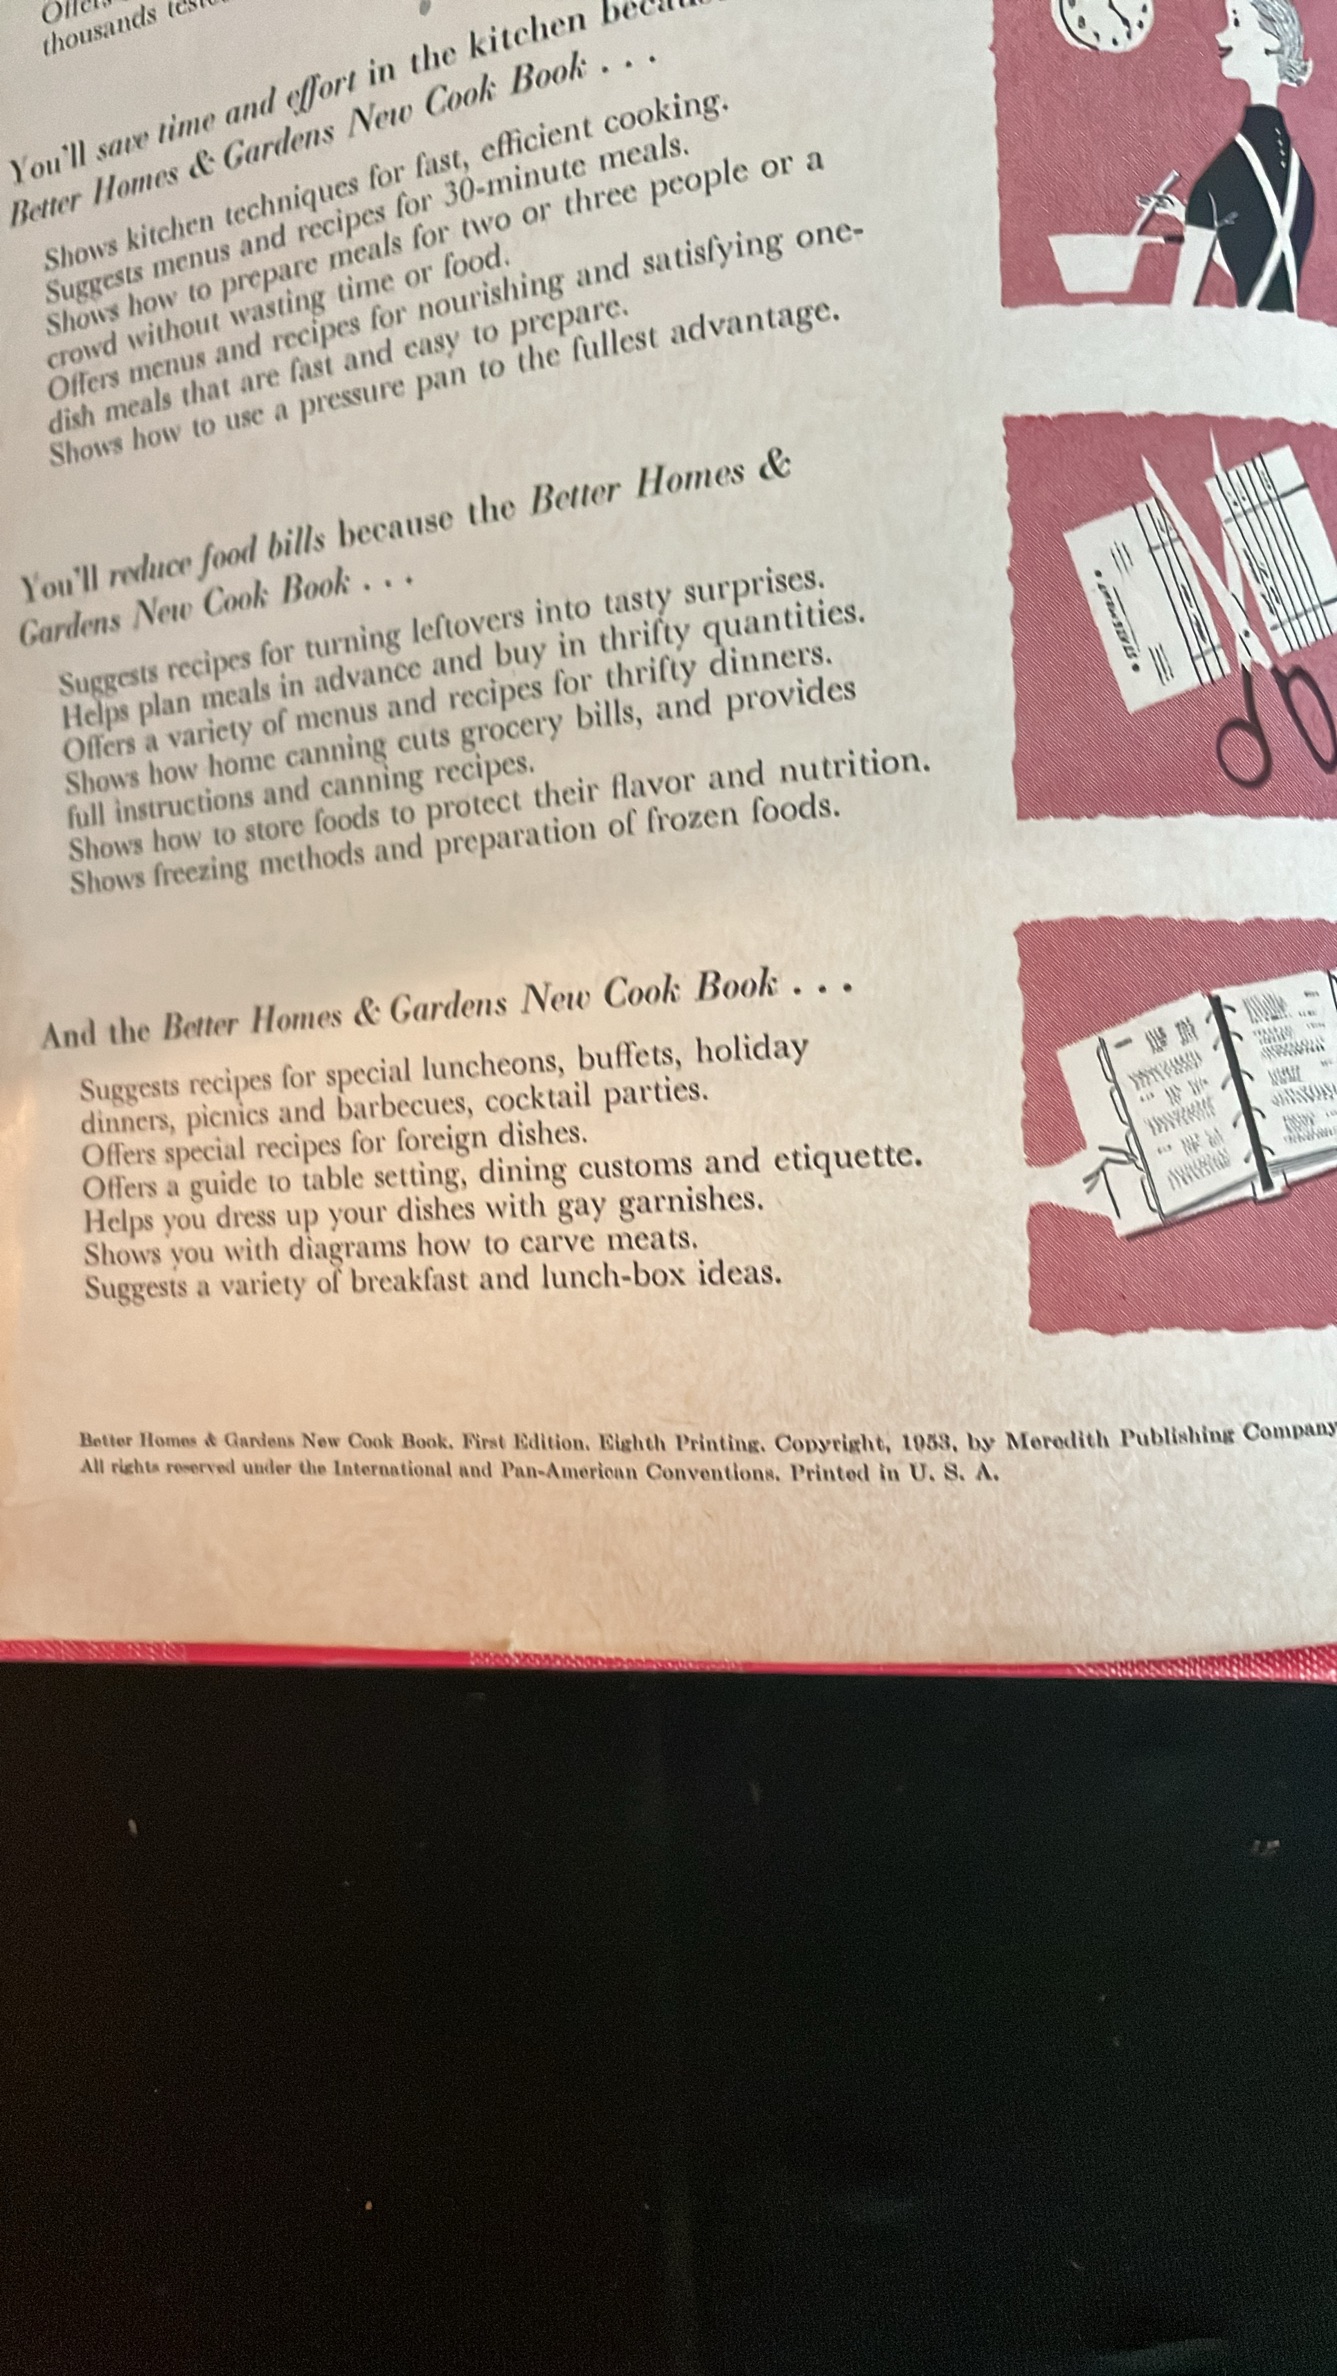 thousands
You'll save time and effort in the kitchen
Better Homes & Gardens New Cook Book . . .
Shows kitchen techniques for fast, efficient cooking.
Suggests menus and recipes for 30-minute meals.
Shows how to prepare meals for two or three people or a
crowd without wasting time or food.
Offers menus and recipes for nourishing and satisfying one-
dish meals that are fast and easy to prepare.
Shows how to use a pressure pan to the fullest advantage.
You'll reduce food bills because the Better Homes &
Gardens New Cook Book . . .
Suggests recipes for turning leftovers into tasty surprises.
Helps plan meals in advance and buy in thrifty quantities.
Offers a variety of menus and recipes for thrifty dinners.
Shows how home canning cuts grocery bills, and provides
full instructions and canning recipes.
Shows how to store foods to protect their flavor and nutrition.
Shows freezing methods and preparation of frozen foods.
And the Better Homes & Gardens New Cook Book . . .
Suggests recipes for special luncheons, buffets, holiday
dinners, picnics and barbecues, cocktail parties.
Offers special recipes for foreign dishes.
Offers a guide to table setting, dining customs and etiquette.
Helps you dress up your dishes with gay garnishes.
Shows you with diagrams how to carve meats.
Suggests a variety of breakfast and lunch-box ideas.
Better Homes & Gardens New Cook Book. First Edition. Eighth Printing. Copyright, 1953, by Meredith Publishing Company
All rights reserved under the International and Pan-American Conventions. Printed in U. S. A.